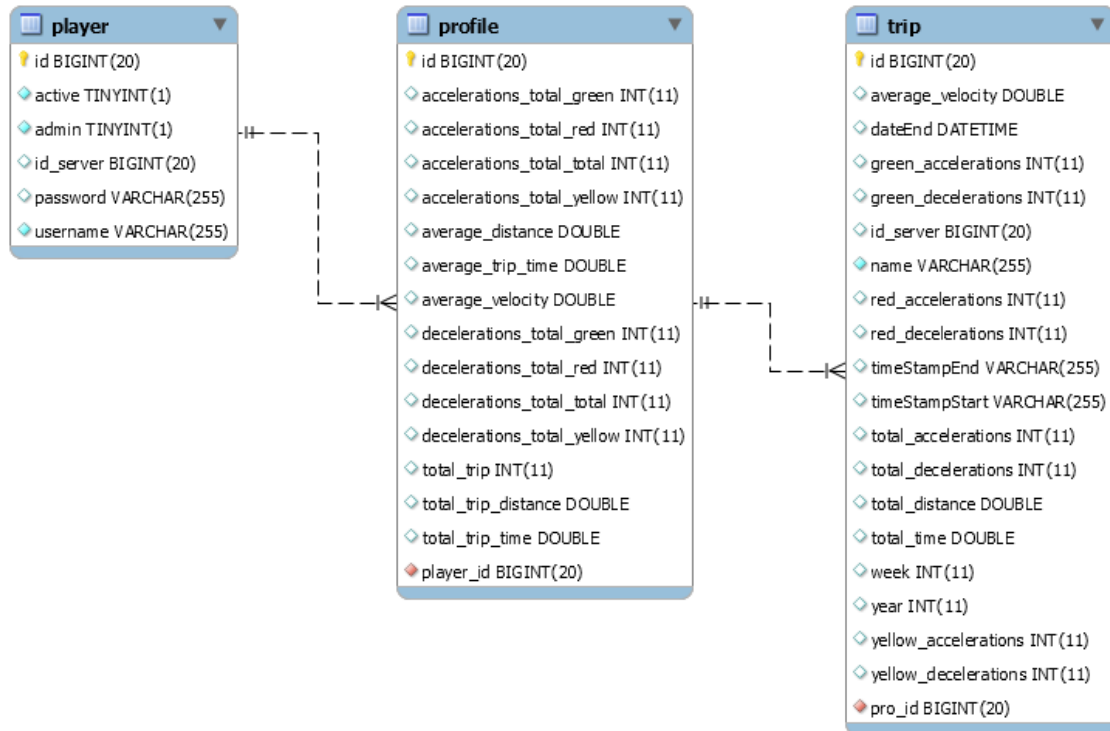 player
id BIGINT(20)
active TINYINT(1)
admin TINYINT(1)
id_server BIGINT(20)
password VARCHAR(255)
username VARCHAR(255)
profile
id BIGINT(20)
accelerations_total_green INT(11)
accelerations_total_red INT(11)
accelerations_total_total INT(11)
accelerations_total_yellow INT(11)
average_distance DOUBLE
average_trip_time DOUBLE
average_velocity DOUBLE
decelerations_total_green INT(11)
decelerations_total_red INT(11)
decelerations_total_total INT(11)
decelerations_total_yellow INT(11)
total_trip INT(11)
total_trip_distance DOUBLE
total_trip_time DOUBLE
player_id BIGINT(20)
trip
id BIGINT(20)
average_velocity DOUBLE
dateEnd DATETIME
green_accelerations INT(11)
green_decelerations INT(11)
id_server BIGINT(20)
name VARCHAR(255)
red_accelerations INT(11)
red_decelerations INT(11)
timeStampEnd VARCHAR(255)
timeStampStart VARCHAR(255)
total_accelerations INT(11)
total_decelerations INT(11)
total_distance DOUBLE
total_time DOUBLE
week INT(11)
year INT(11)
yellow_accelerations INT(11)
yellow_decelerations INT(11)
pro_id BIGINT(20)